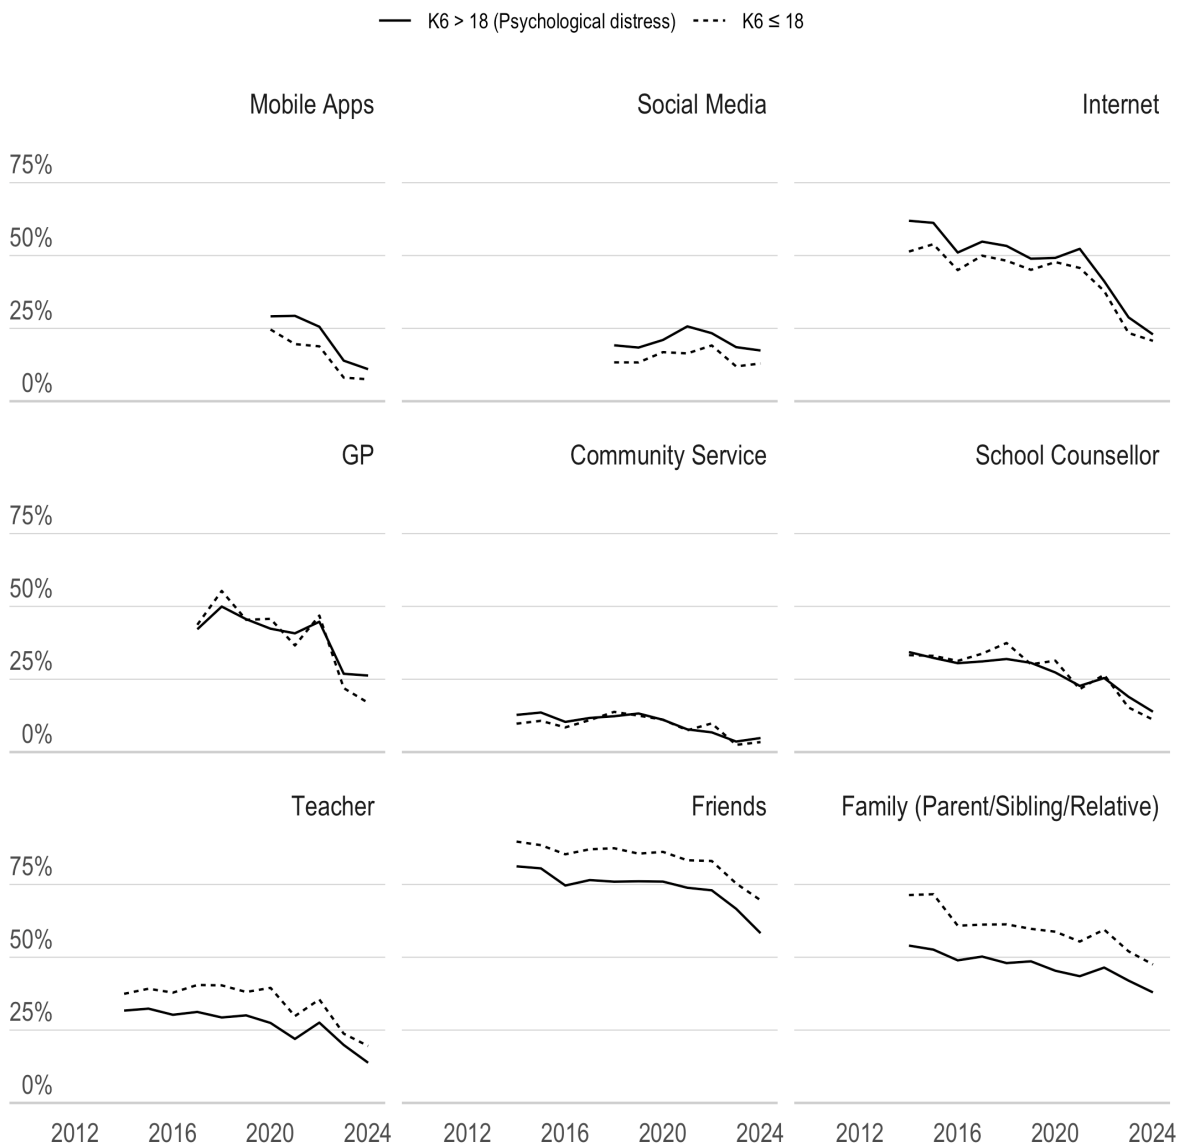 K6 > 18 (Psychological distress) K6 ≤ 18
Mobile Apps Social Media Internet
75%
50%
25%
0%
GP Community Service School Counsellor
75%
50%
25%
0%
Teacher Friends Family (Parent/Sibling/Relative)
75%
50%
25%
0%
2012 2016 2020 2024 2012 2016 2020 2024 2012 2016 2020 2024